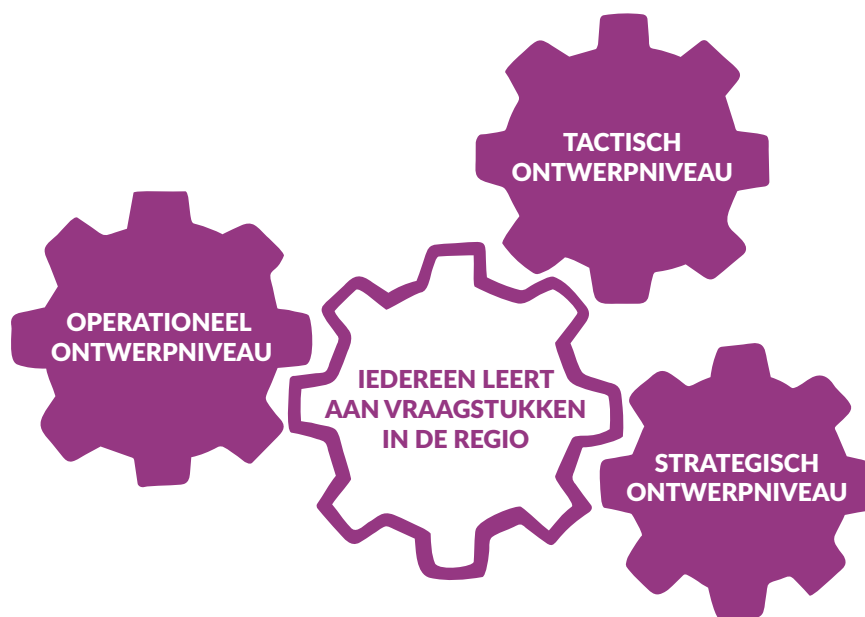 TACTISCH
ONTWERPNIVEAU
OPERATIONEEL
ONTWERPNIVEAU
IEDEREEN LEERT
AAN VRAAGSTUKKEN
IN DE REGIO
STRATEGISCH
ONTWERPNIVEAU